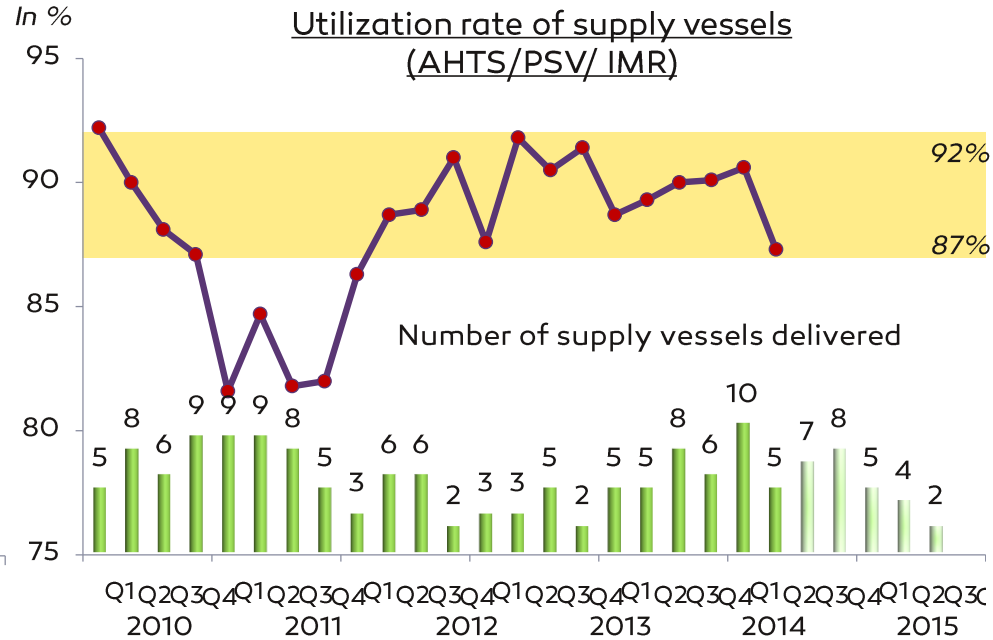 In %
Utilization rate of supply vessels
(AHTS/PSV/ IMR)
95
92%
90
87%
85
Number of supply vessels delivered
80
75
5 8 6 9 9 9 8 5 3 6 6 2 3 3 5 2 5 5 8 6 10 5 7 8 5 4 2
Q1 Q2 Q3 Q4 Q1 Q2 Q3 Q4 Q1 Q2 Q3 Q4 Q1 Q2 Q3 Q4 Q1 Q2 Q3 Q4 Q1 Q2 Q3 Q4 Q1 Q2 Q3
2010 2011 2012 2013 2014 2015